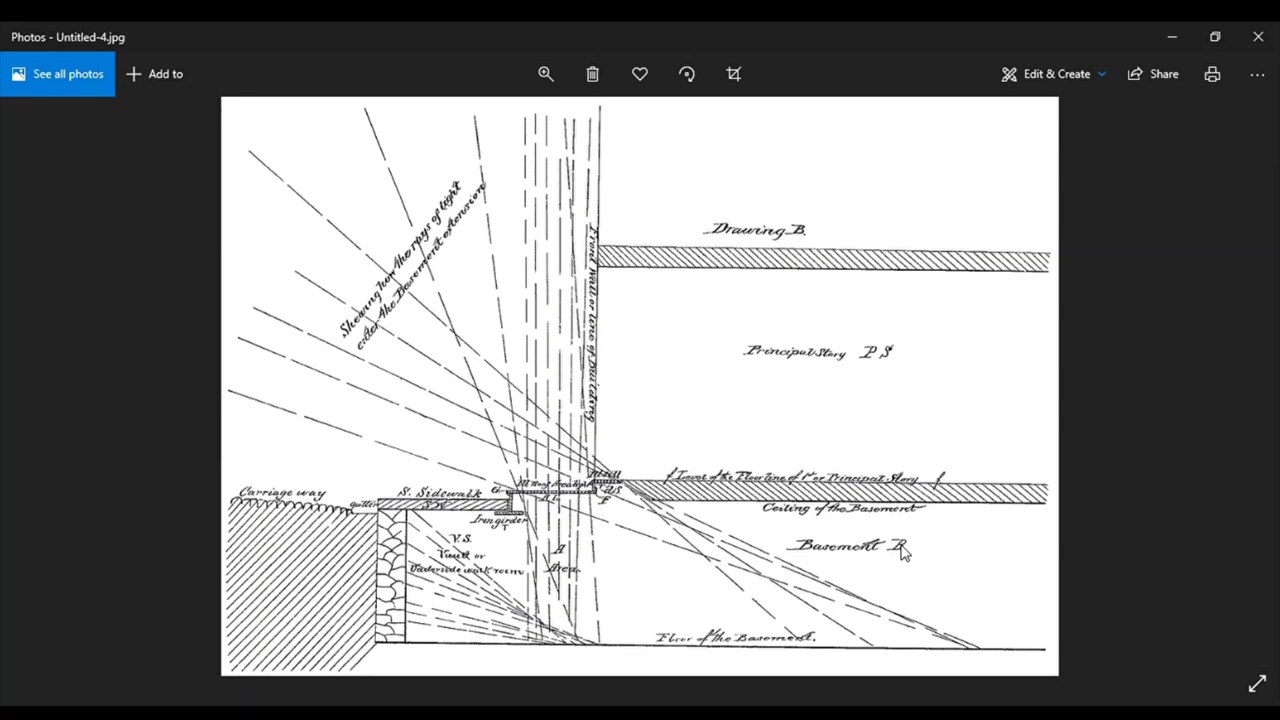 Photos - Untitled-4.jpg
See all photos
Add to
Edit & Create
Share
Drawing B.
Shewing how the rays of light
enter the Basement extension
Front Wall or line of building
Principal Story P S
Sill
f Lower of the Floor line of 1st or Principal Story f
Carriage way
S. Sidewalk
gutter
S W
Iron girder
T
Ceiling of the Basement
V.S.
Vault or
Underside walk room
A
Area.
Basement B
Floor of the Basement.